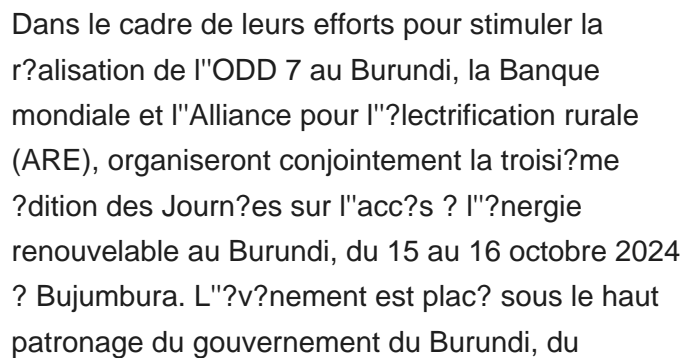 Dans le cadre de leurs efforts pour stimuler la
r?alisation de l''ODD 7 au Burundi, la Banque
mondiale et l''Alliance pour l''?lectrification rurale
(ARE), organiseront conjointement la troisi?me
?dition des Journ?es sur l''acc?s ? l''?nergie
renouvelable au Burundi, du 15 au 16 octobre 2024
? Bujumbura. L''?v?nement est plac? sous le haut
patronage du gouvernement du Burundi, du